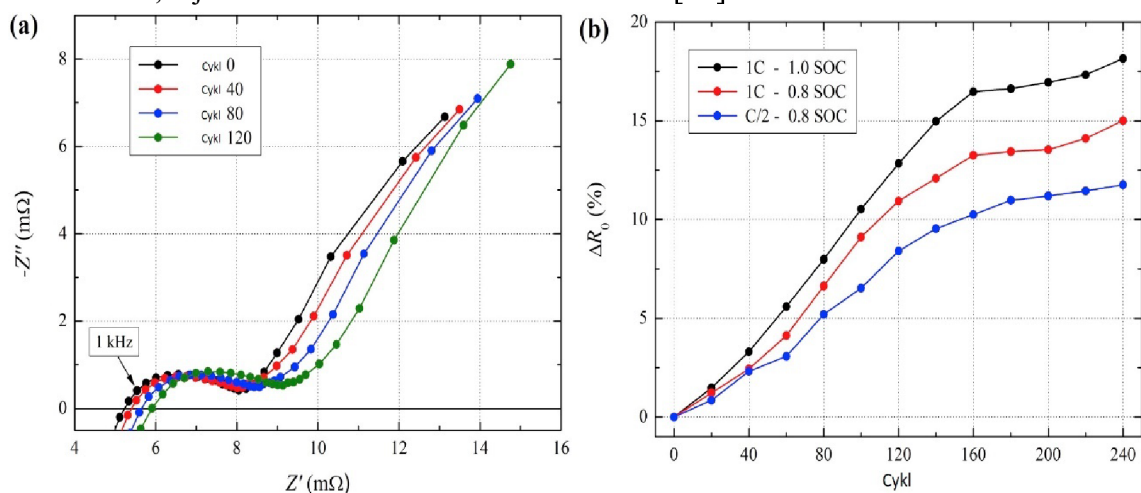 (a)
Cykl 0
Cykl 40
Cykl 80
Cykl 120
1 kHz
-Z'' (mΩ)
8
6
4
2
0
4 6 8 10 12 14 16
Z' (mΩ)
(b)
1C - 1.0 SOC
1C - 0.8 SOC
C/2 - 0.8 SOC
ΔR₀ (%)
20
15
10
5
0
0 40 80 120 160 200 240
Cykl